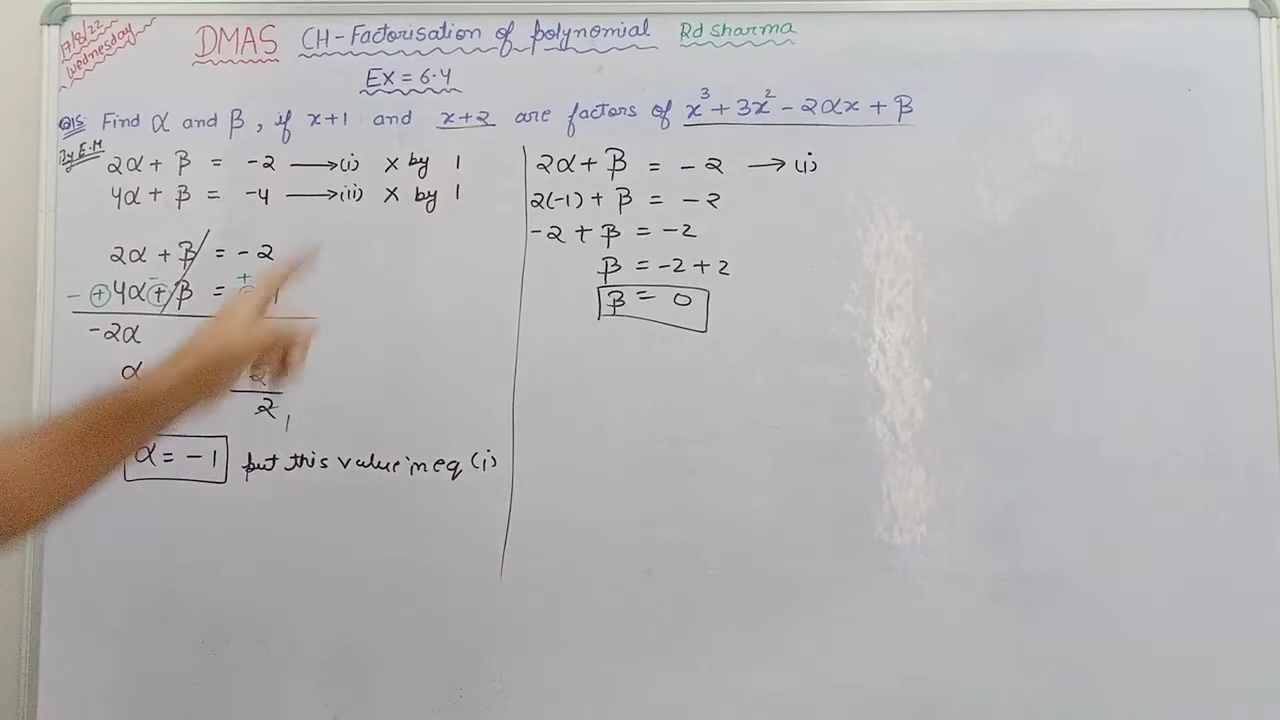 17/8/22
Wednesday
DMAS CH-Factorisation of polynomial Rd sharma
Ex = 6.4
Q15: Find α and β, if x+1 and x+2 are factors of x³ + 3x² - 2αx + β
By E.M
2α + β = -2 ⟶(i) × by 1
4α + β = -4 ⟶(ii) × by 1
2α + β = -2
- + 4α + β =
-2α
α
2
α = -1 put this value in eq (i)
2α + β = -2 ⟶ (i)
2(-1) + β = -2
-2 + β = -2
β = -2 + 2
β = 0